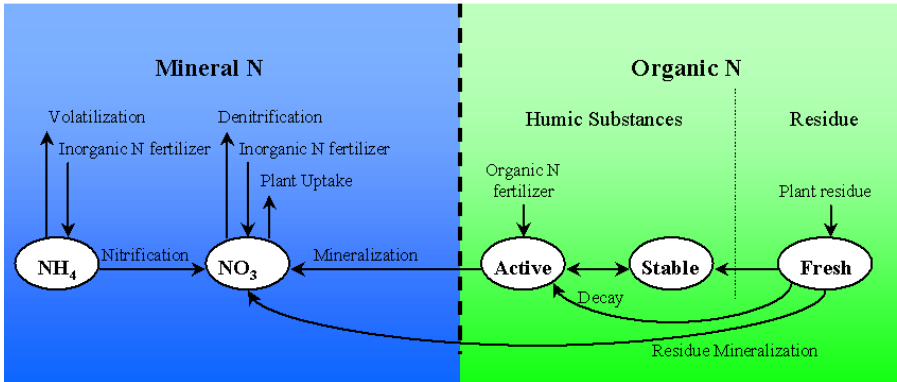 Mineral N
Organic N
Volatilization
Denitrification
Humic Substances
Residue
Inorganic N fertilizer
Inorganic N fertilizer
Plant Uptake
Organic N
fertilizer
Plant residue
NH₄
Nitrification
NO₃
Mineralization
Active
Stable
Fresh
Decay
Residue Mineralization